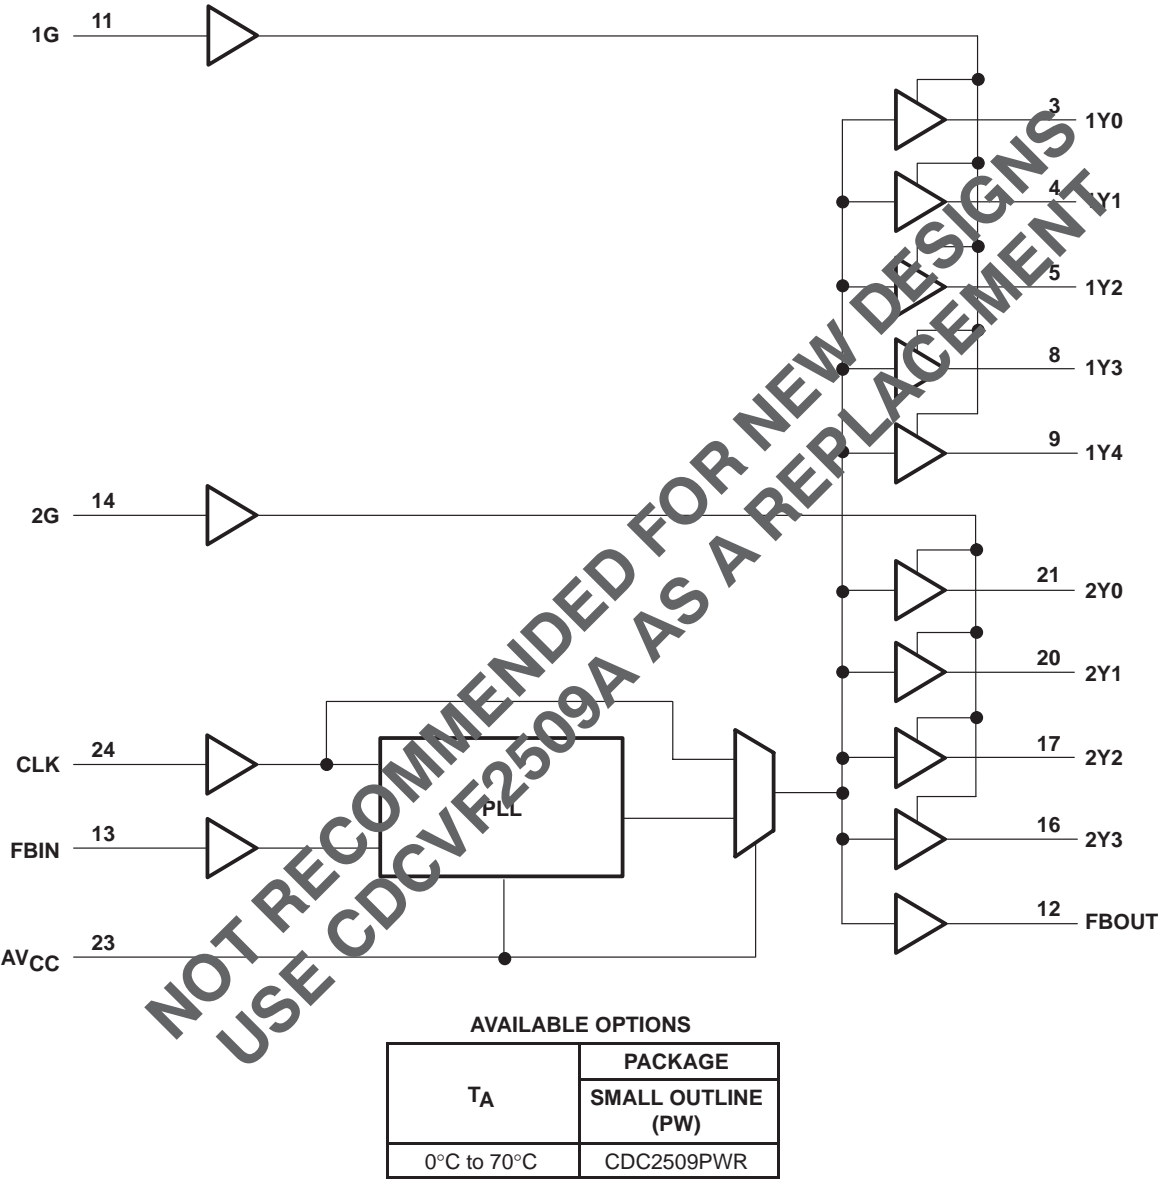 1G 11
3 1Y0
4 1Y1
5 1Y2
8 1Y3
9 1Y4
2G 14
21 2Y0
20 2Y1
CLK 24
17 2Y2
PLL
FBIN 13
16 2Y3
12 FBOUT
AVCC 23
NOT RECOMMENDED FOR NEW DESIGNS
USE CDCVF2509A AS A REPLACEMENT
AVAILABLE OPTIONS
TA
PACKAGE
SMALL OUTLINE
(PW)
0°C to 70°C CDC2509PWR